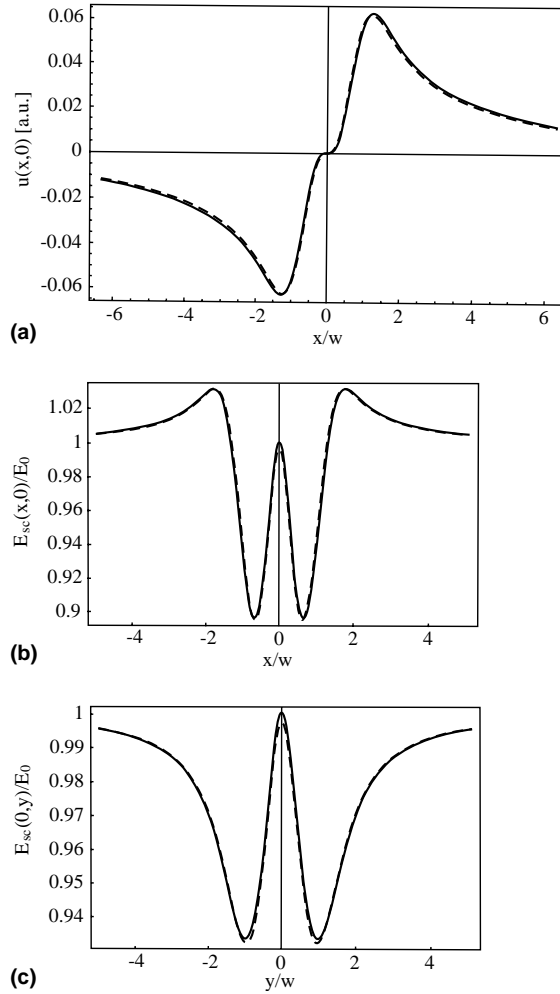 0.06
0.04
0.02
0
-0.02
-0.04
-0.06
u(x,0) [a.u.]
-6 -4 -2 0 2 4 6
x/w
(a)
1.02
1
0.98
0.96
0.94
0.92
0.9
E_sc(x,0)/E_0
-4 -2 0 2 4
x/w
(b)
1
0.99
0.98
0.97
0.96
0.95
0.94
E_sc(0,y)/E_0
-4 -2 0 2 4
y/w
(c)